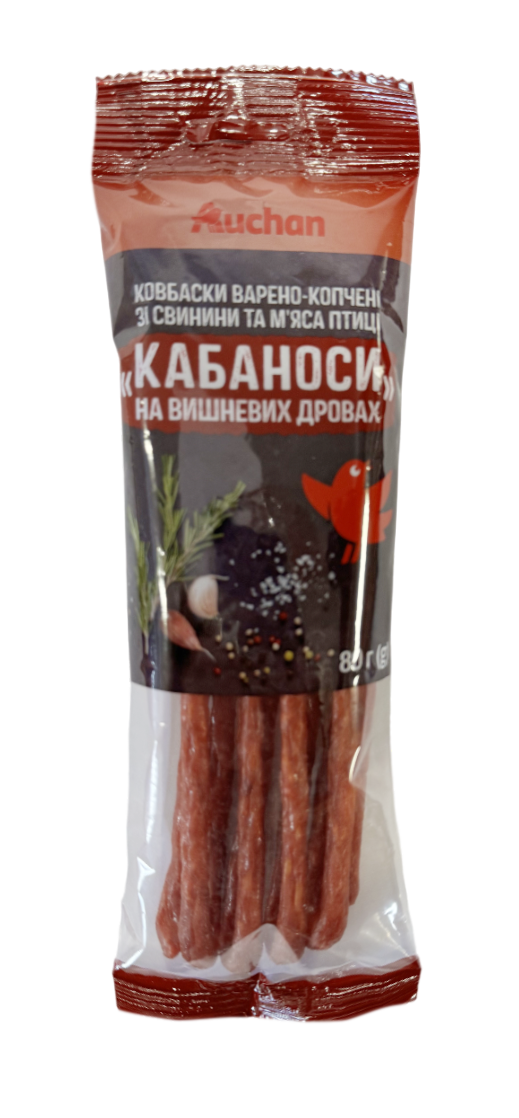 Auchan
КОВБАСКИ ВАРЕНО-КОПЧЕНІ
ЗІ СВИНИНИ ТА М'ЯСА ПТИЦІ
«КАБАНОСИ»
НА ВИШНЕВИХ ДРОВАХ
80 г (g)